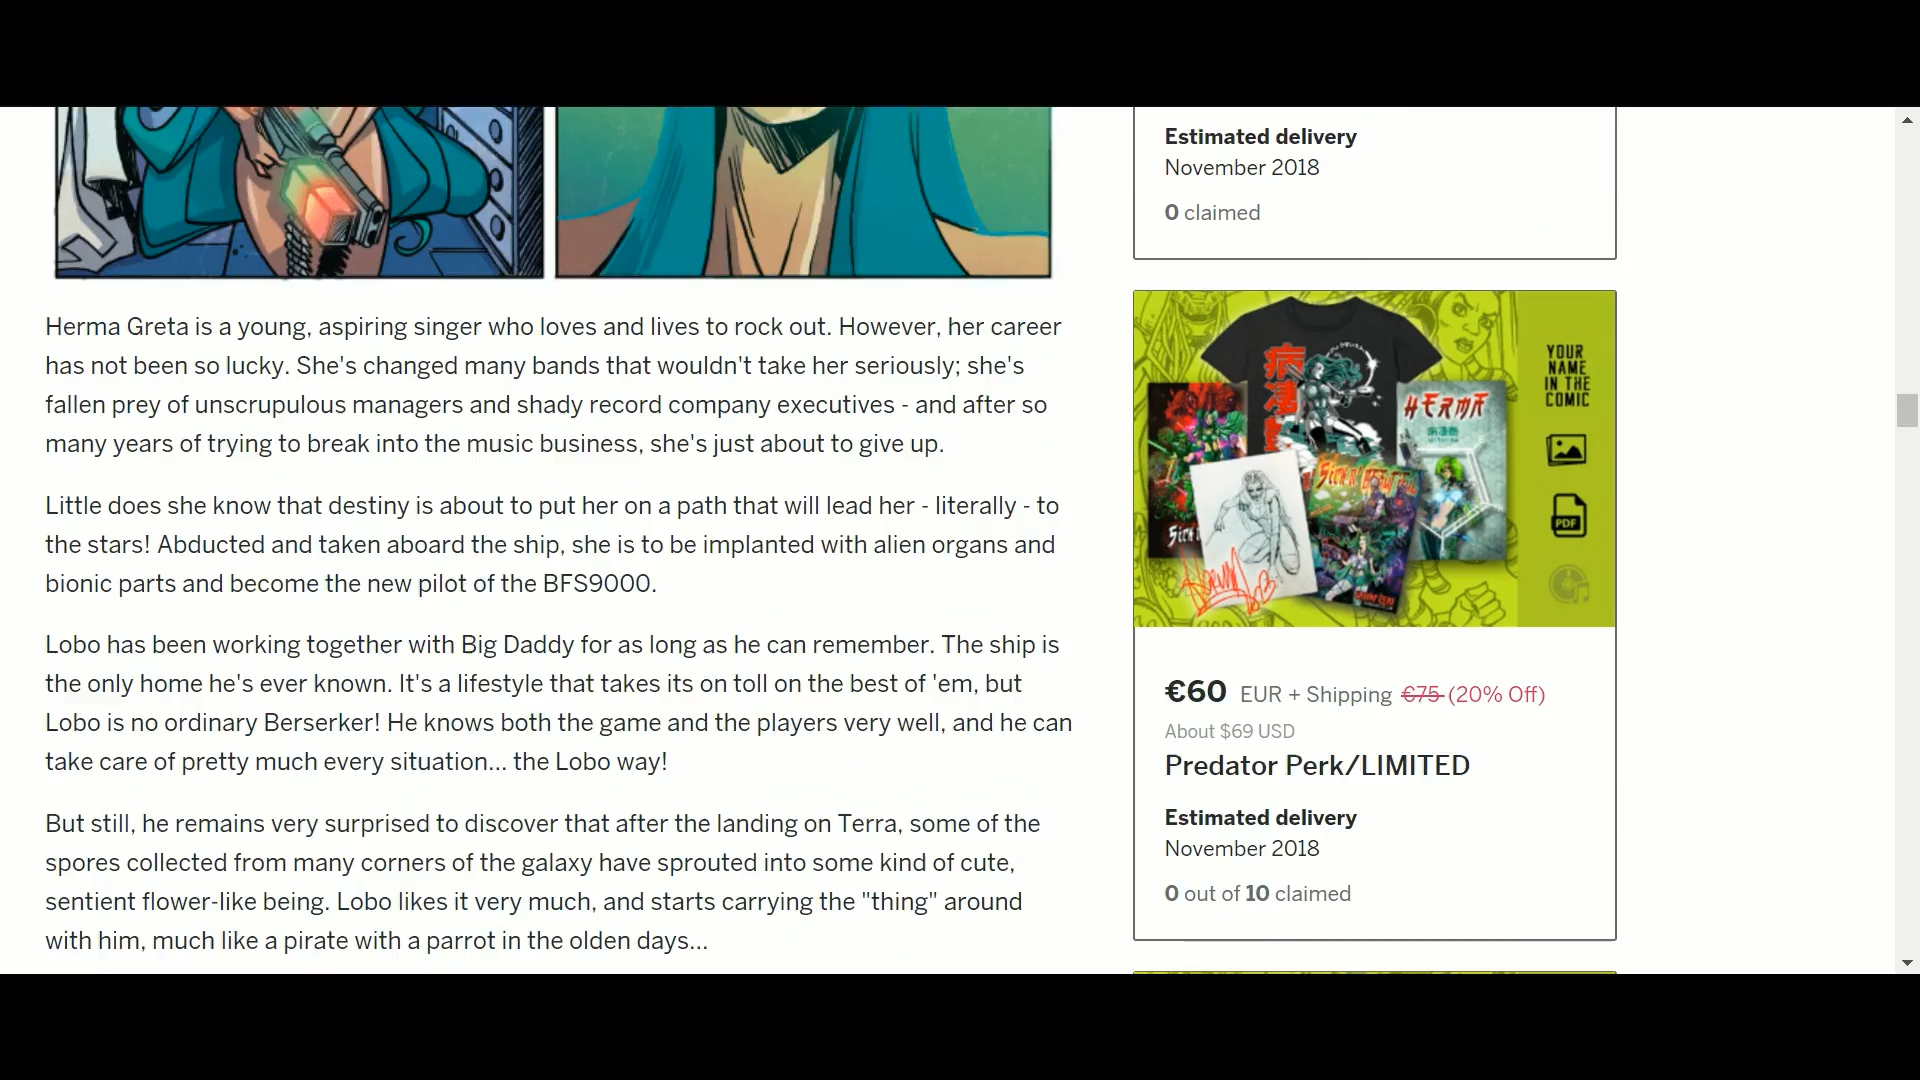 Herma Greta is a young, aspiring singer who loves and lives to rock out. However, her career
has not been so lucky. She's changed many bands that wouldn't take her seriously; she's
fallen prey of unscrupulous managers and shady record company executives - and after so
many years of trying to break into the music business, she's just about to give up.
Little does she know that destiny is about to put her on a path that will lead her - literally - to
the stars! Abducted and taken aboard the ship, she is to be implanted with alien organs and
bionic parts and become the new pilot of the BFS9000.
Lobo has been working together with Big Daddy for as long as he can remember. The ship is
the only home he's ever known. It's a lifestyle that takes its on toll on the best of 'em, but
Lobo is no ordinary Berserker! He knows both the game and the players very well, and he can
take care of pretty much every situation... the Lobo way!
But still, he remains very surprised to discover that after the landing on Terra, some of the
spores collected from many corners of the galaxy have sprouted into some kind of cute,
sentient flower-like being. Lobo likes it very much, and starts carrying the "thing" around
with him, much like a pirate with a parrot in the olden days...
Estimated delivery
November 2018
0 claimed
YOUR
NAME
IN THE
COMIC
PDF
HERMA
€60 EUR + Shipping €75 (20% Off)
About $69 USD
Predator Perk/LIMITED
Estimated delivery
November 2018
0 out of 10 claimed